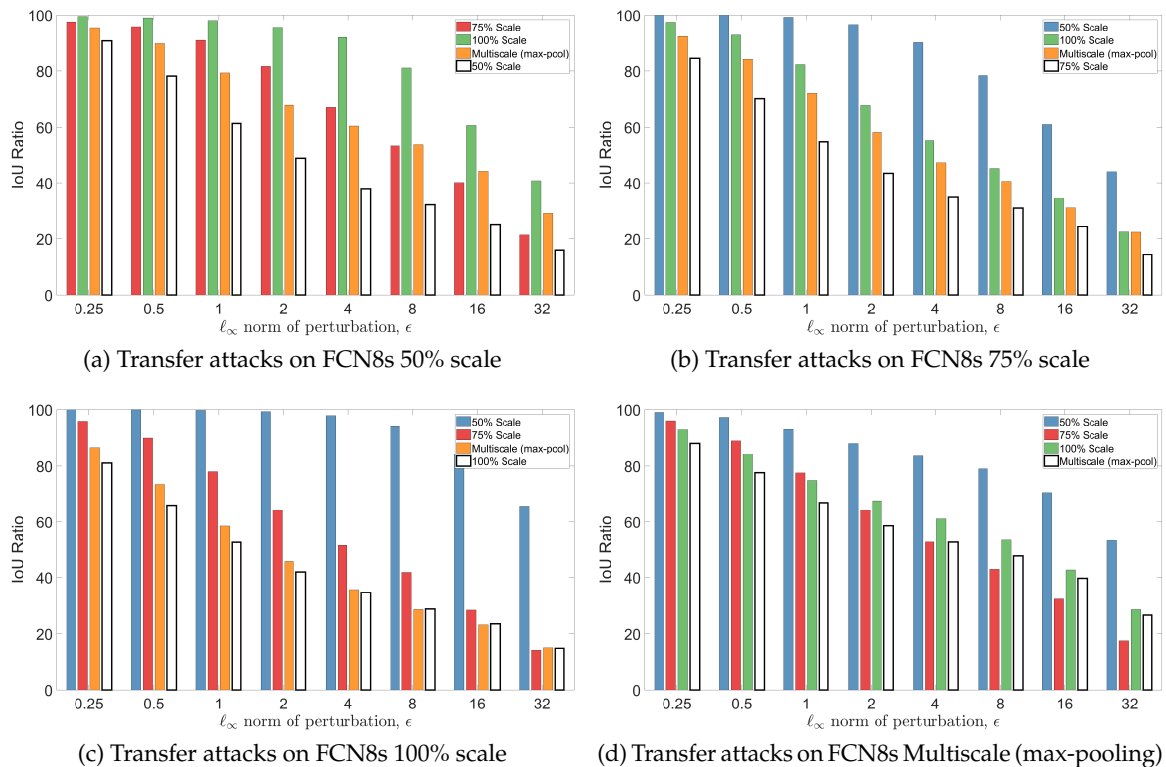 100
80
60
40
20
0
IoU Ratio
75% Scale
100% Scale
Multiscale (max-pool)
50% Scale
0.25 0.5 1 2 4 8 16 32
ℓ∞ norm of perturbation, ϵ
(a) Transfer attacks on FCN8s 50% scale
100
80
60
40
20
0
IoU Ratio
50% Scale
100% Scale
Multiscale (max-pool)
75% Scale
0.25 0.5 1 2 4 8 16 32
ℓ∞ norm of perturbation, ϵ
(b) Transfer attacks on FCN8s 75% scale
100
80
60
40
20
0
IoU Ratio
50% Scale
75% Scale
Multiscale (max-pool)
100% Scale
0.25 0.5 1 2 4 8 16 32
ℓ∞ norm of perturbation, ϵ
(c) Transfer attacks on FCN8s 100% scale
100
80
60
40
20
0
IoU Ratio
50% Scale
75% Scale
100% Scale
Multiscale (max-pool)
0.25 0.5 1 2 4 8 16 32
ℓ∞ norm of perturbation, ϵ
(d) Transfer attacks on FCN8s Multiscale (max-pooling)